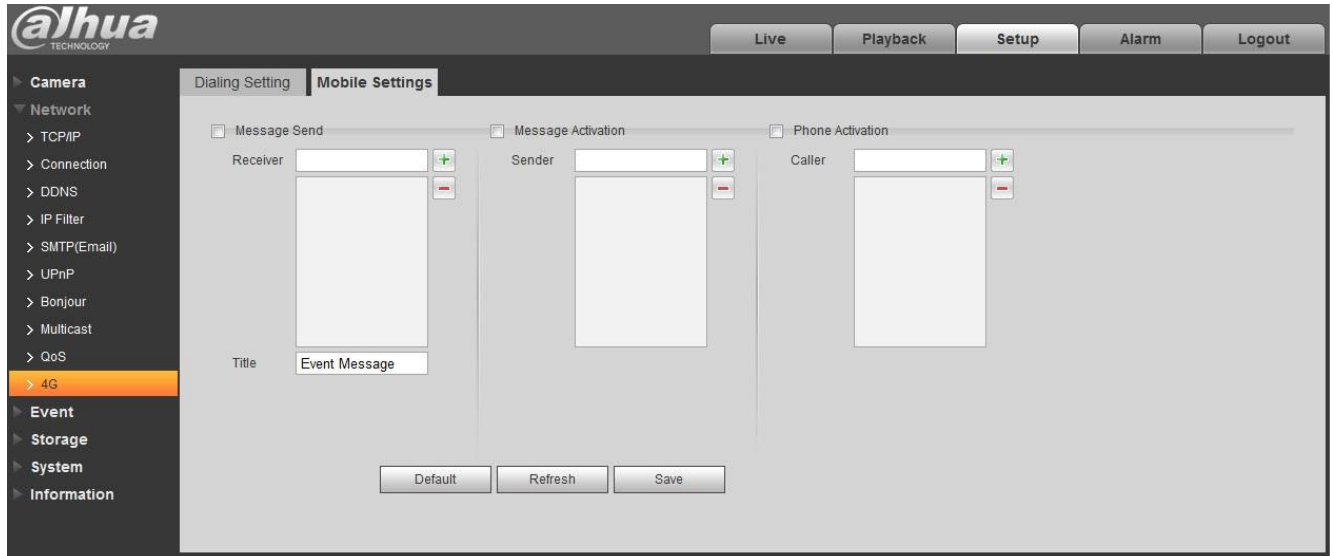 alhua
TECHNOLOGY
Live
Playback
Setup
Alarm
Logout
Camera
Network
TCP/IP
Connection
DDNS
IP Filter
SMTP(Email)
UPnP
Bonjour
Multicast
QoS
4G
Event
Storage
System
Information
Dialing Setting
Mobile Settings
Message Send
Receiver
Title
Event Message
Message Activation
Sender
Phone Activation
Caller
Default
Refresh
Save